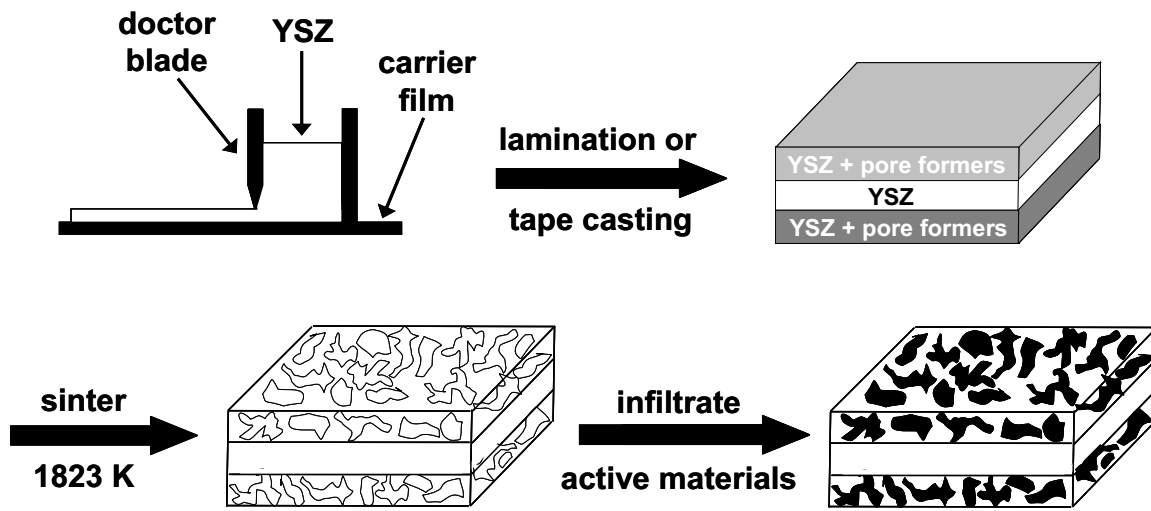 doctor
blade
YSZ
carrier
film
lamination or
tape casting
YSZ + pore formers
YSZ
YSZ + pore formers
sinter
1823 K
infiltrate
active materials